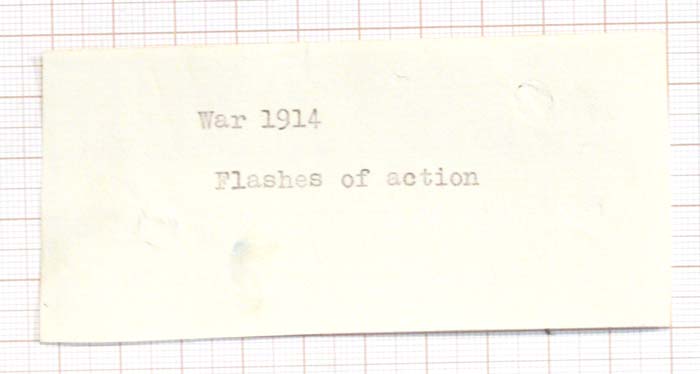 War 1914
Flashes of action